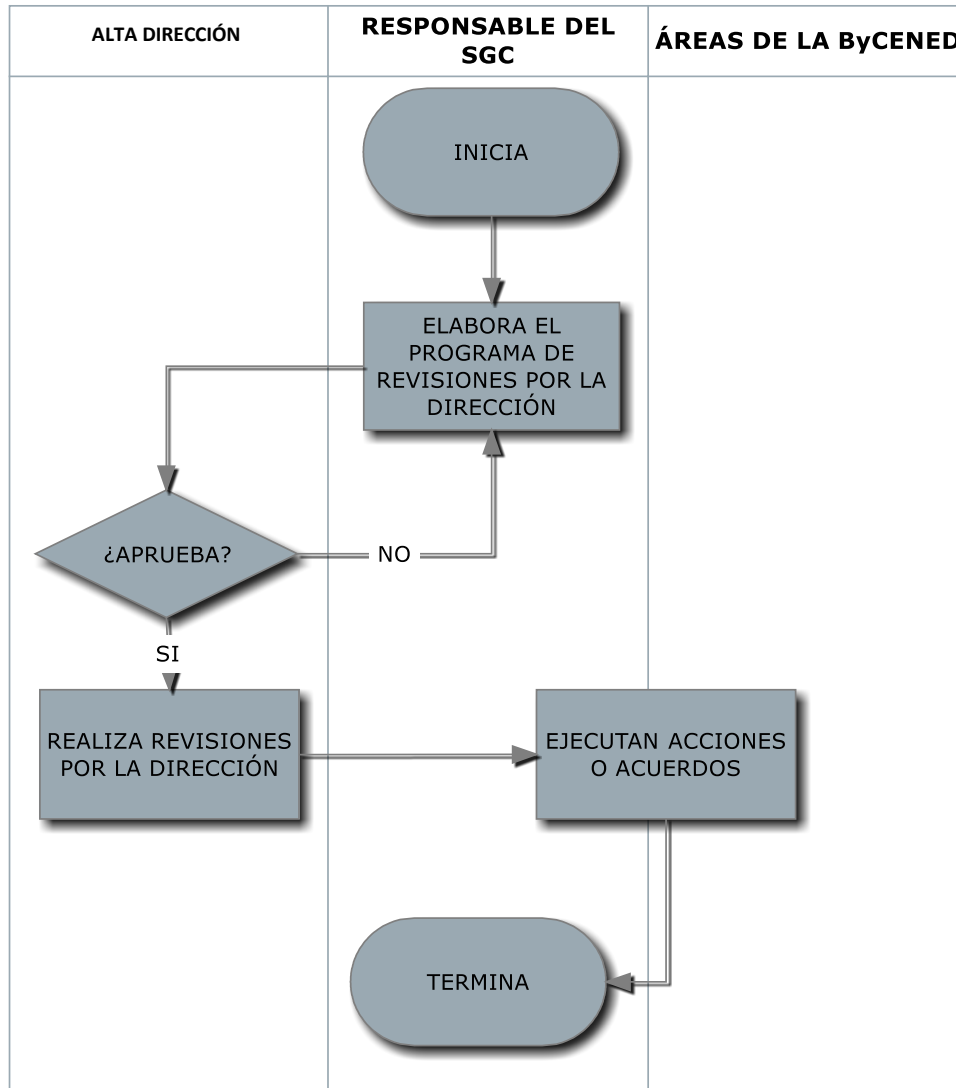 ALTA DIRECCIÓN
RESPONSABLE DEL
SGC
ÁREAS DE LA ByCENED
INICIA
ELABORA EL
PROGRAMA DE
REVISIONES POR LA
DIRECCIÓN
¿APRUEBA?
NO
SI
REALIZA REVISIONES
POR LA DIRECCIÓN
EJECUTAN ACCIONES
O ACUERDOS
TERMINA